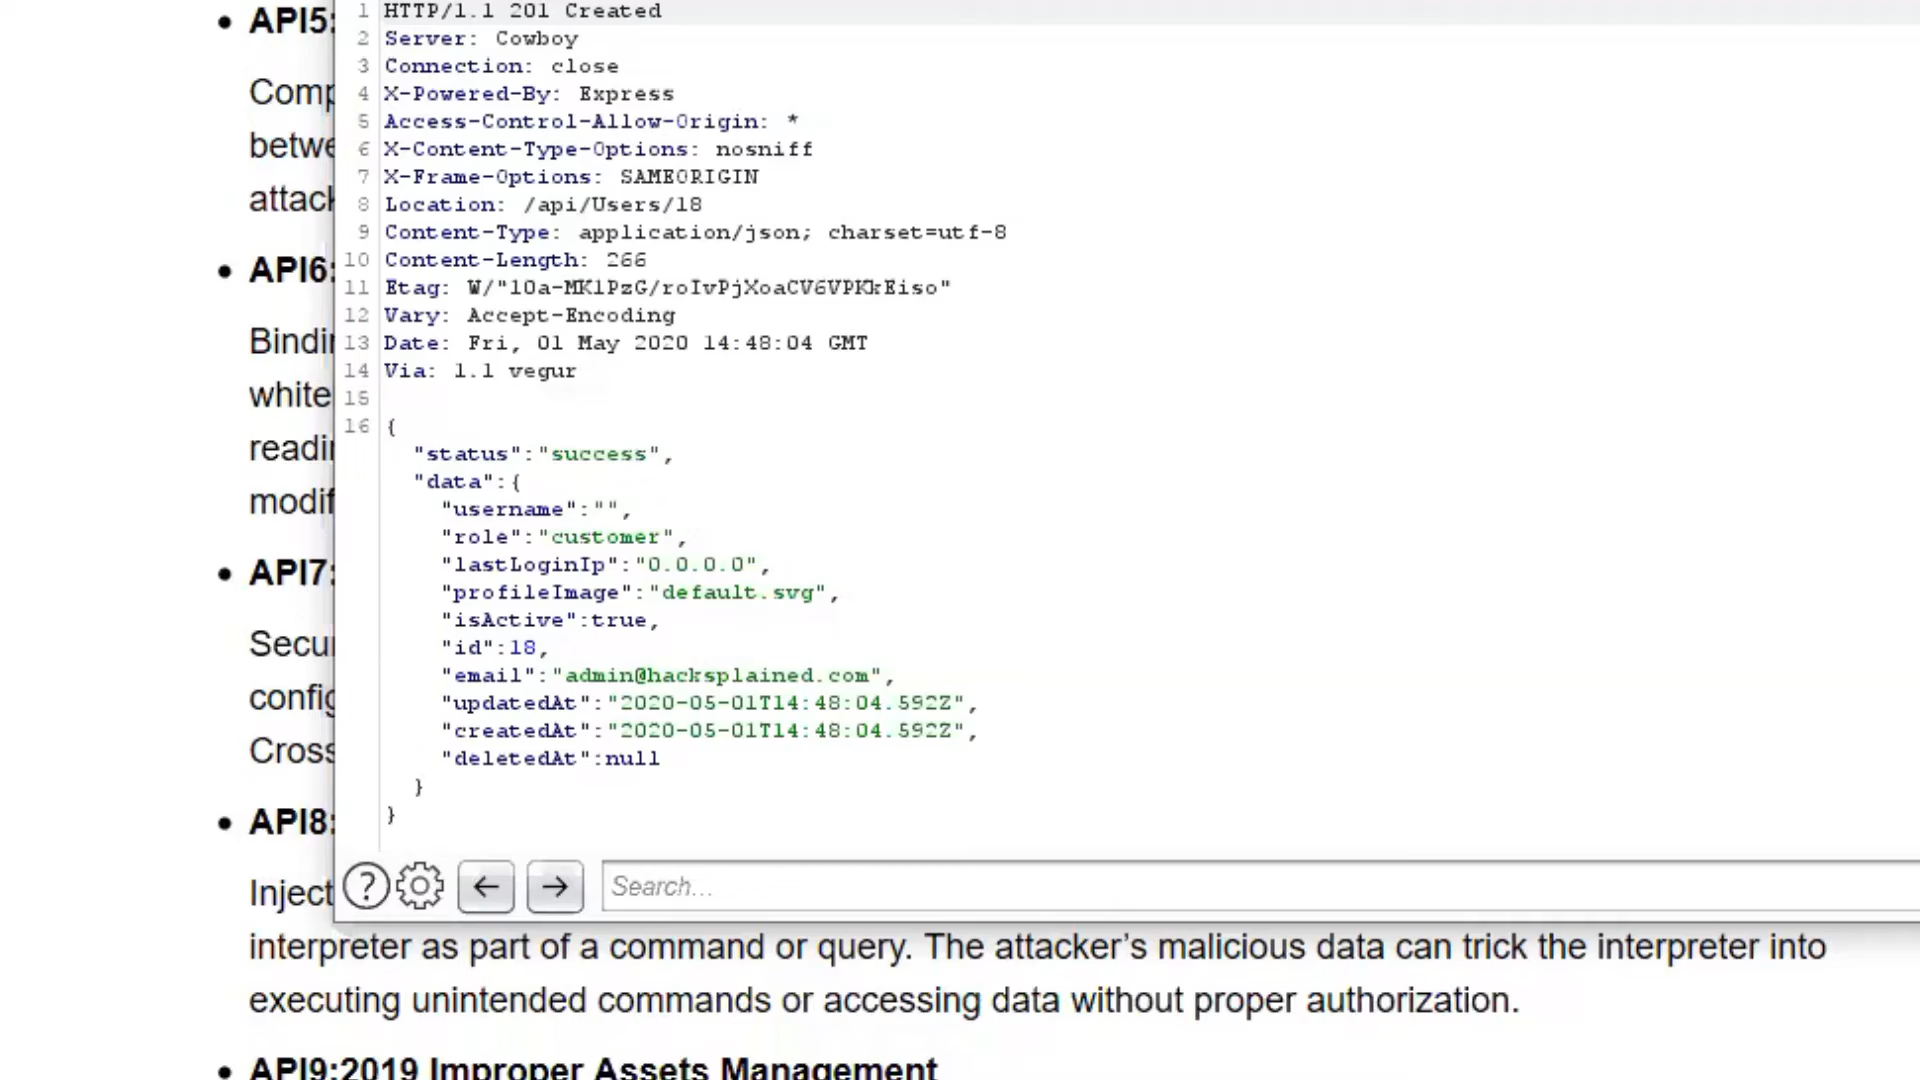 API5:
Comp
betwe
attack
API6:
Bindin
white
readin
modif
API7:
Secur
config
Cross
API8:
Inject
1 HTTP/1.1 201 Created
2 Server: Cowboy
3 Connection: close
4 X-Powered-By: Express
5 Access-Control-Allow-Origin: *
6 X-Content-Type-Options: nosniff
7 X-Frame-Options: SAMEORIGIN
8 Location: /api/Users/18
9 Content-Type: application/json; charset=utf-8
10 Content-Length: 266
11 Etag: W/"10a-MK1PzG/roIvPjXoaCV6VPKkEiso"
12 Vary: Accept-Encoding
13 Date: Fri, 01 May 2020 14:48:04 GMT
14 Via: 1.1 vegur
15
16 {
"status":"success",
"data":{
"username":"",
"role":"customer",
"lastLoginIp":"0.0.0.0",
"profileImage":"default.svg",
"isActive":true,
"id":18,
"email":"admin@hacksplained.com",
"updatedAt":"2020-05-01T14:48:04.592Z",
"createdAt":"2020-05-01T14:48:04.592Z",
"deletedAt":null
}
}
Search...
interpreter as part of a command or query. The attacker’s malicious data can trick the interpreter into
executing unintended commands or accessing data without proper authorization.
API9:2019 Improper Assets Management